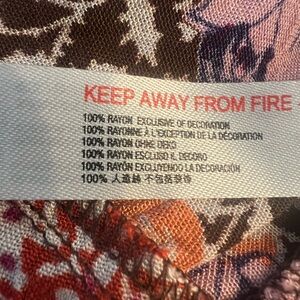 KEEP AWAY FROM FIRE
100% RAYON EXCLUSIVE OF DECORATION
100% RAYONNE À L'EXCEPTION DE LA DÉCORATION
100% RAYON OHNE DEKO
100% RAYON ESCLUSO IL DECORO
100% RAYÓN EXCLUYENDO LA DECORACIÓN
100% 人造絲 不包括裝飾